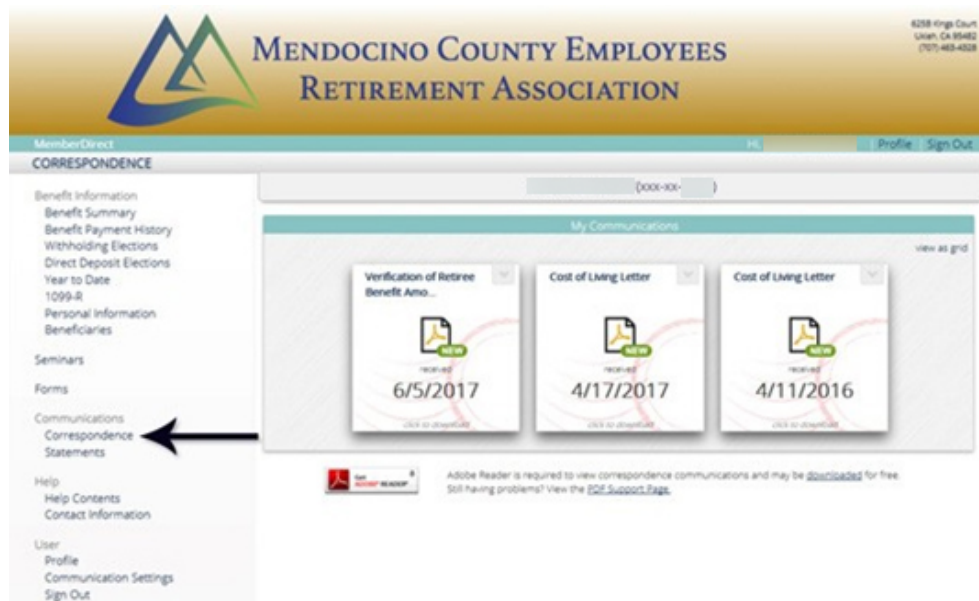 MENDOCINO COUNTY EMPLOYEES
RETIREMENT ASSOCIATION
625B Kings Court
Ukiah, CA 95482
(707) 463-4328
MemberDirect
Hi,
Profile
Sign Out
CORRESPONDENCE
Benefit Information
Benefit Summary
Benefit Payment History
Withholding Elections
Direct Deposit Elections
Year to Date
1099-R
Personal Information
Beneficiaries
Seminars
Forms
Communications
Correspondence
Statements
Help
Help Contents
Contact Information
User
Profile
Communication Settings
Sign Out
(xxx-xx- )
My Communications
view as grid
Verification of Retiree
Benefit Amo...
NEW
received
6/5/2017
click to download
Cost of Living Letter
NEW
received
4/17/2017
click to download
Cost of Living Letter
NEW
received
4/11/2016
click to download
Get
ADOBE READER
Adobe Reader is required to view correspondence communications and may be downloaded for free.
Still having problems? View the PDF Support Page.